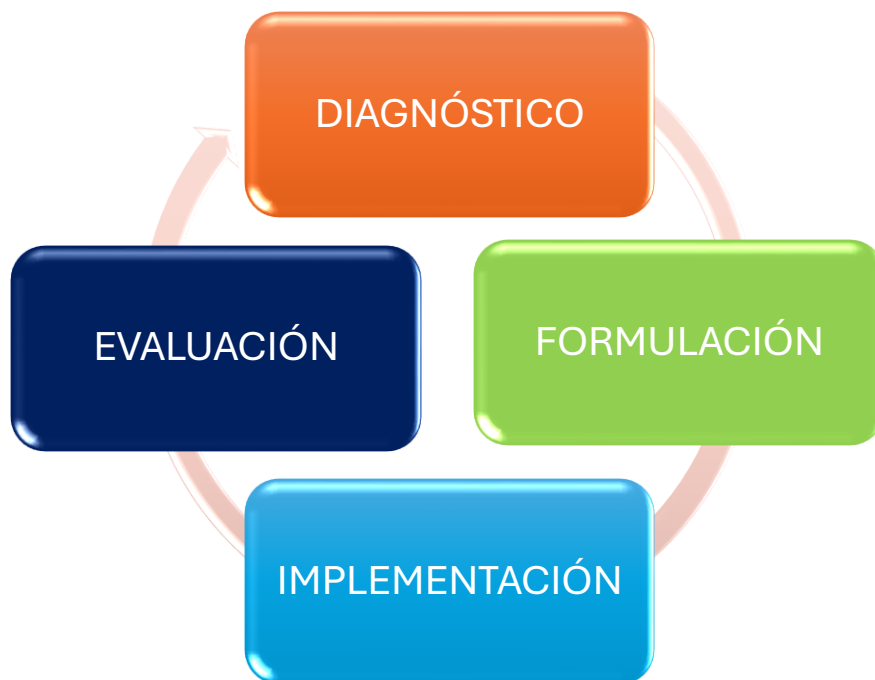 DIAGNÓSTICO
FORMULACIÓN
IMPLEMENTACIÓN
EVALUACIÓN